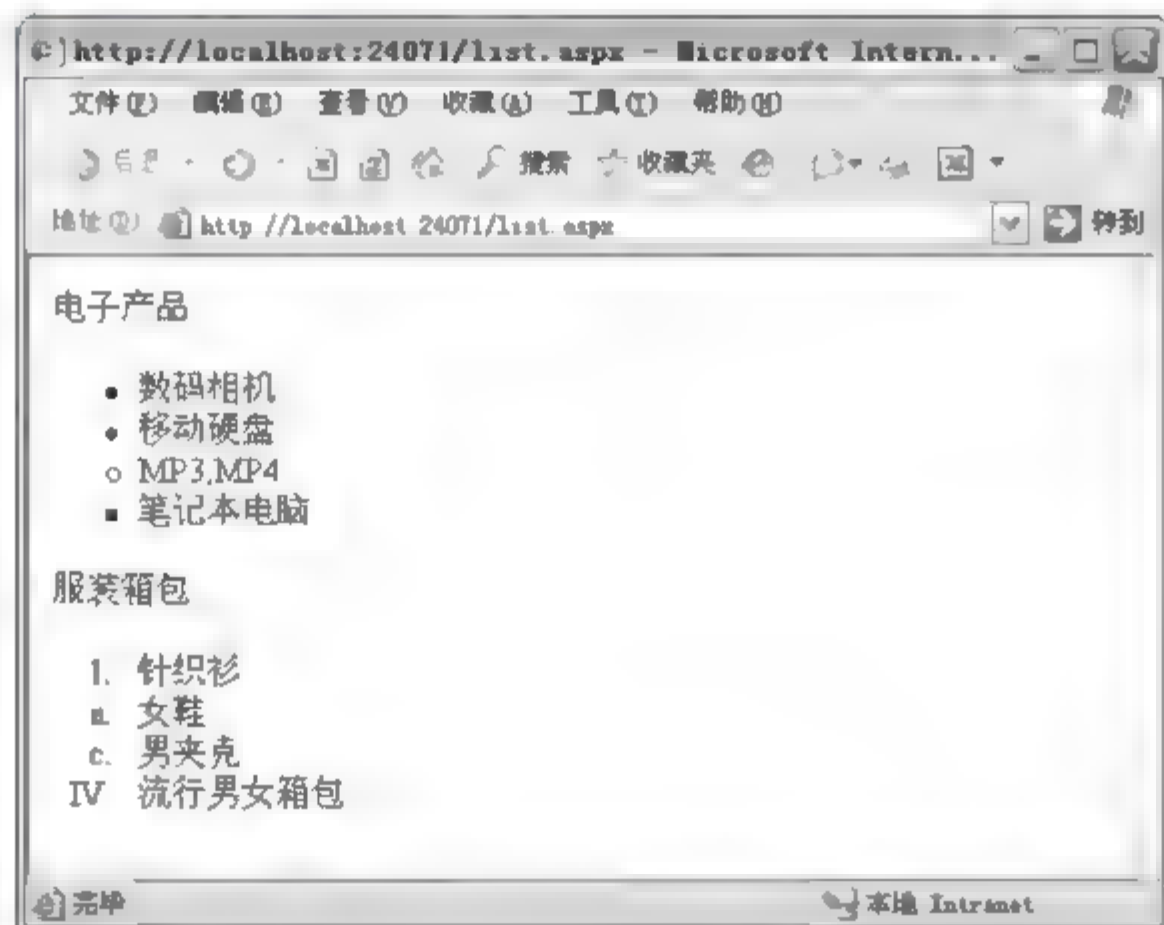 http://localhost:24071/list.aspx - Microsoft Intern...
文件(F) 编辑(E) 查看(V) 收藏(A) 工具(T) 帮助(H)
后退 搜索 收藏夹
地址(D) http://localhost:24071/list.aspx 转到
电子产品
• 数码相机
• 移动硬盘
○ MP3,MP4
▪ 笔记本电脑
服装箱包
1. 针织衫
女鞋
c. 男夹克
IV 流行男女箱包
完毕 本地 Intranet